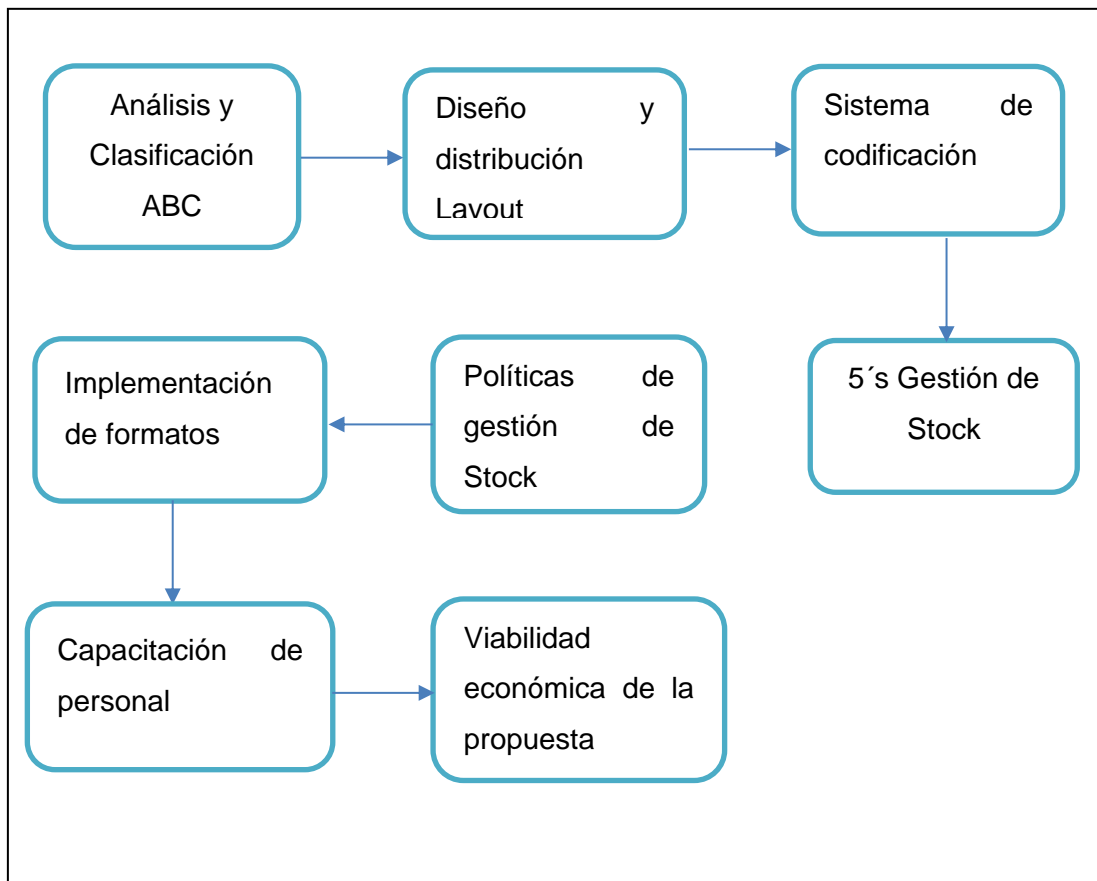 Análisis y
Clasificación
ABC
Diseño y
distribución
Layout
Sistema de
codificación
5´s Gestión de
Stock
Políticas de
gestión de
Stock
Implementación
de formatos
Capacitación de
personal
Viabilidad
económica de la
propuesta